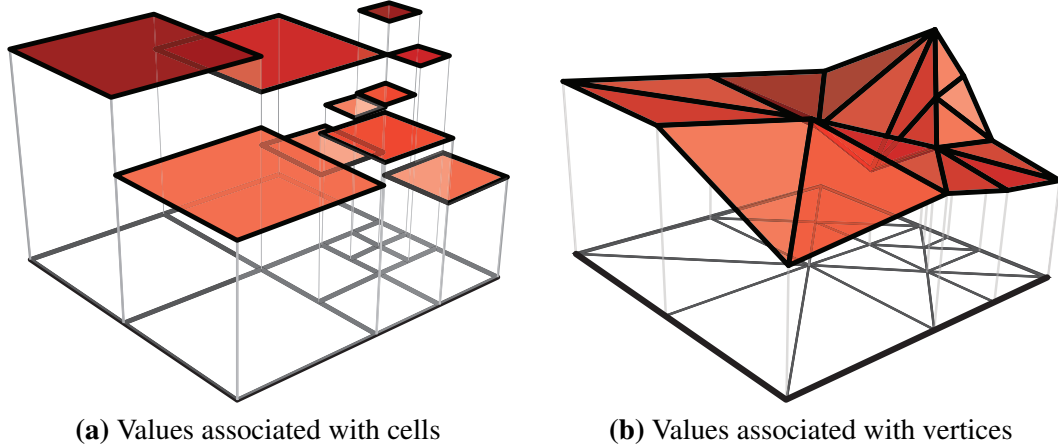 (a) Values associated with cells
(b) Values associated with vertices